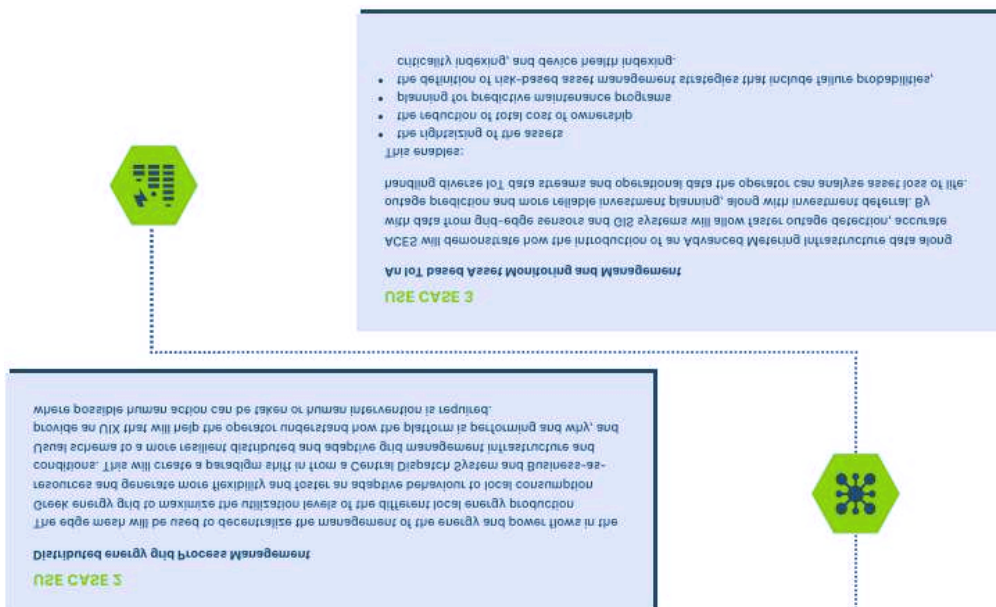 USE CASE 2
Distributed energy grid Process Management
The edge mesh will be used to decentralize the management of the energy and power flows in the
Greek energy grid to maximize the utilization levels of the different local energy production
resources and generate more flexibility and foster an adaptive behaviour to local consumption
conditions. This will create a paradigm shift in from a Central Dispatch System and Business-as-
Usual schema to a more resilient distributed and adaptive grid management infrastructure and
provide an UIX that will help the operator understand how the platform is performing and why, and
where possible human action can be taken or human intervention is required.
USE CASE 3
An IoT based Asset Monitoring and Management
ACES will demonstrate how the introduction of an Advanced Metering Infrastructure data along
with data from grid-edge sensors and GIS systems will allow faster outage detection, accurate
outage prediction and more reliable investment planning, along with investment deferral. By
handling diverse IoT data streams and operational data the operator can analyse asset loss of life.
This enables:
• the rightsizing of the assets
• the reduction of total cost of ownership
• planning for predictive maintenance programs
• the definition of risk-based asset management strategies that include failure probabilities,
criticality indexing, and device health indexing.